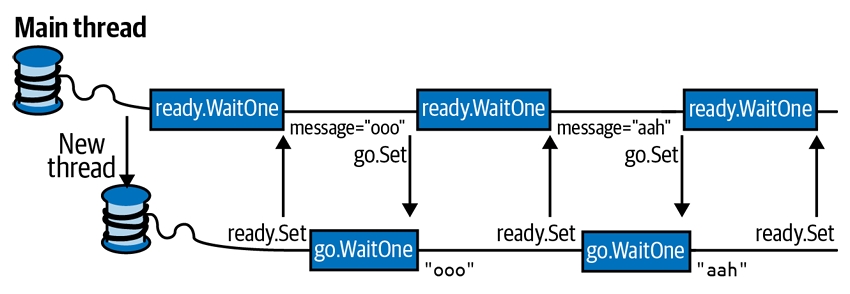 Main thread
ready.WaitOne
ready.WaitOne
ready.WaitOne
message="ooo"
go.Set
message="aah"
go.Set
New
thread
ready.Set
ready.Set
ready.Set
go.WaitOne
"ooo"
go.WaitOne
"aah"